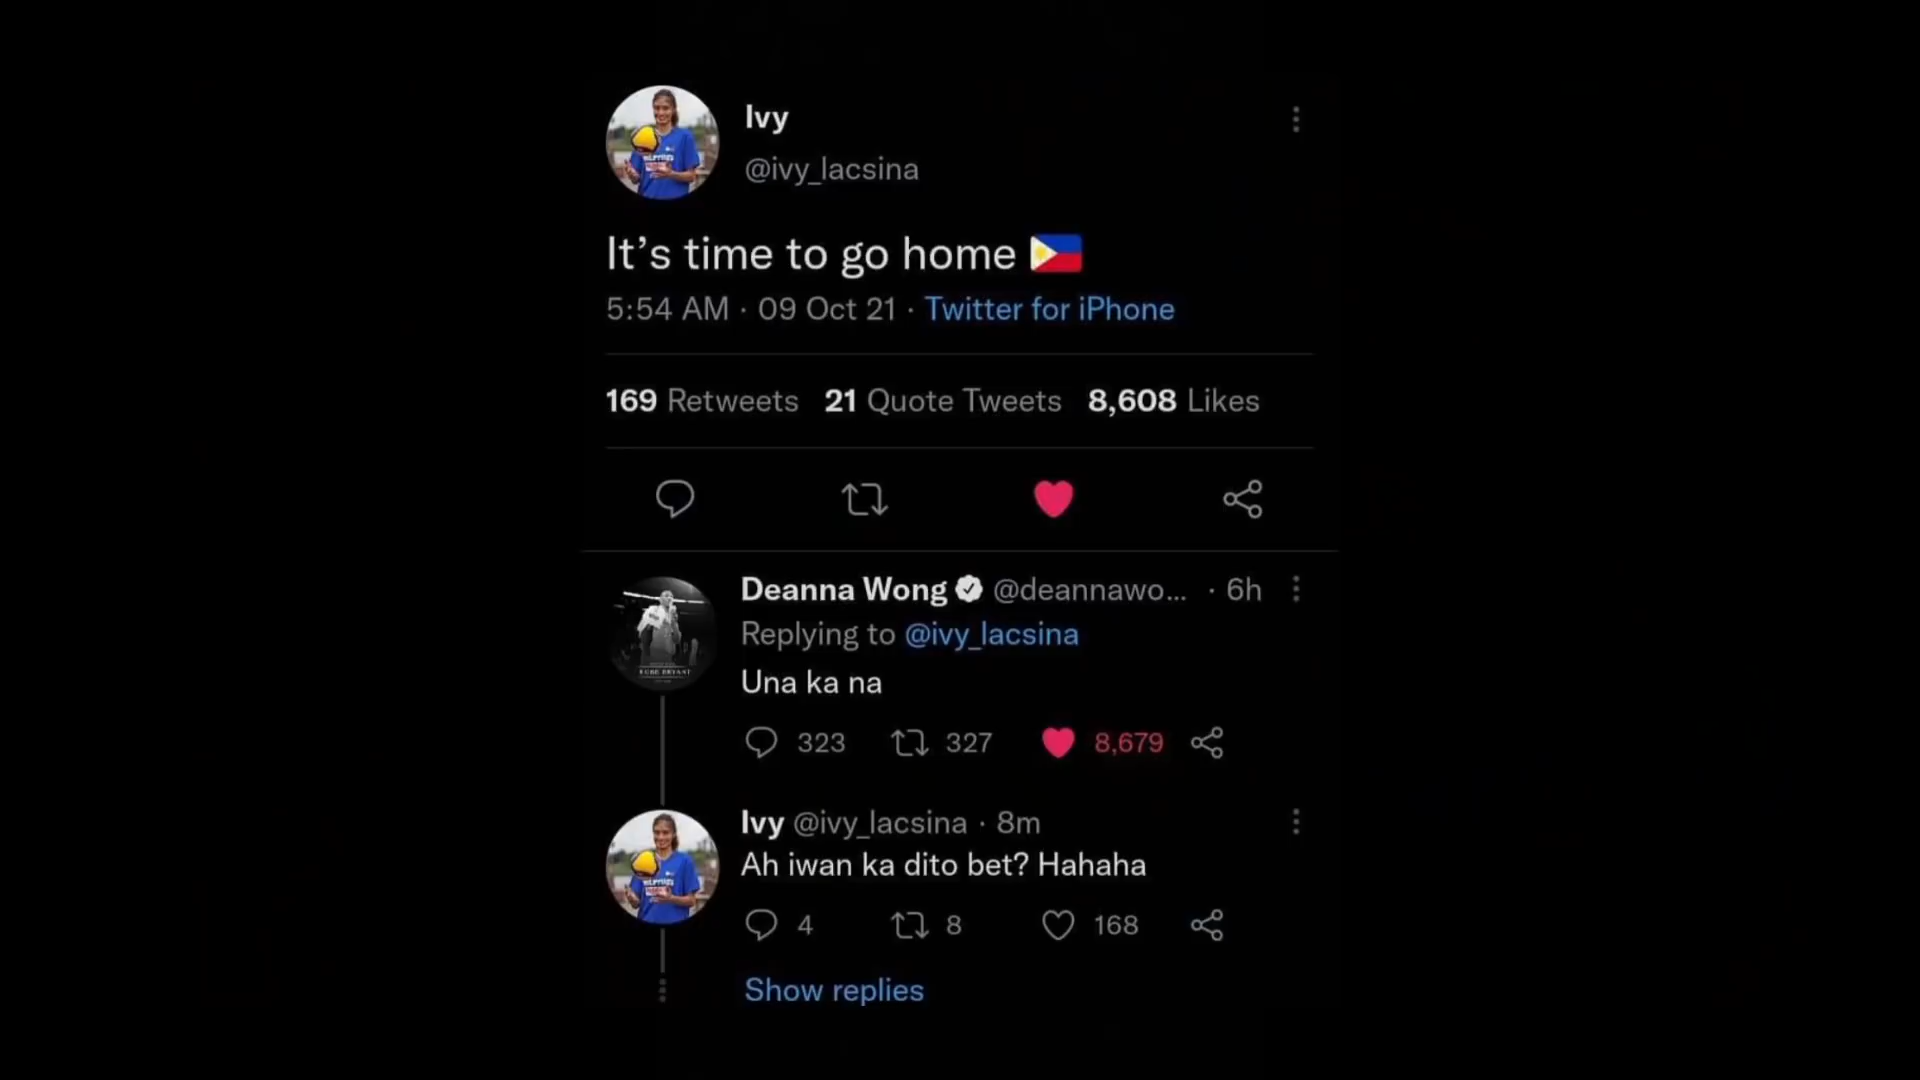 Ivy
@ivy_lacsina
It’s time to go home
5:54 AM · 09 Oct 21 · Twitter for iPhone
169 Retweets 21 Quote Tweets 8,608 Likes
Deanna Wong @deannawo... · 6h
Replying to @ivy_lacsina
KOBE BRYANT
Una ka na
323 327 8,679
Ivy @ivy_lacsina · 8m
Ah iwan ka dito bet? Hahaha
4 8 168
Show replies